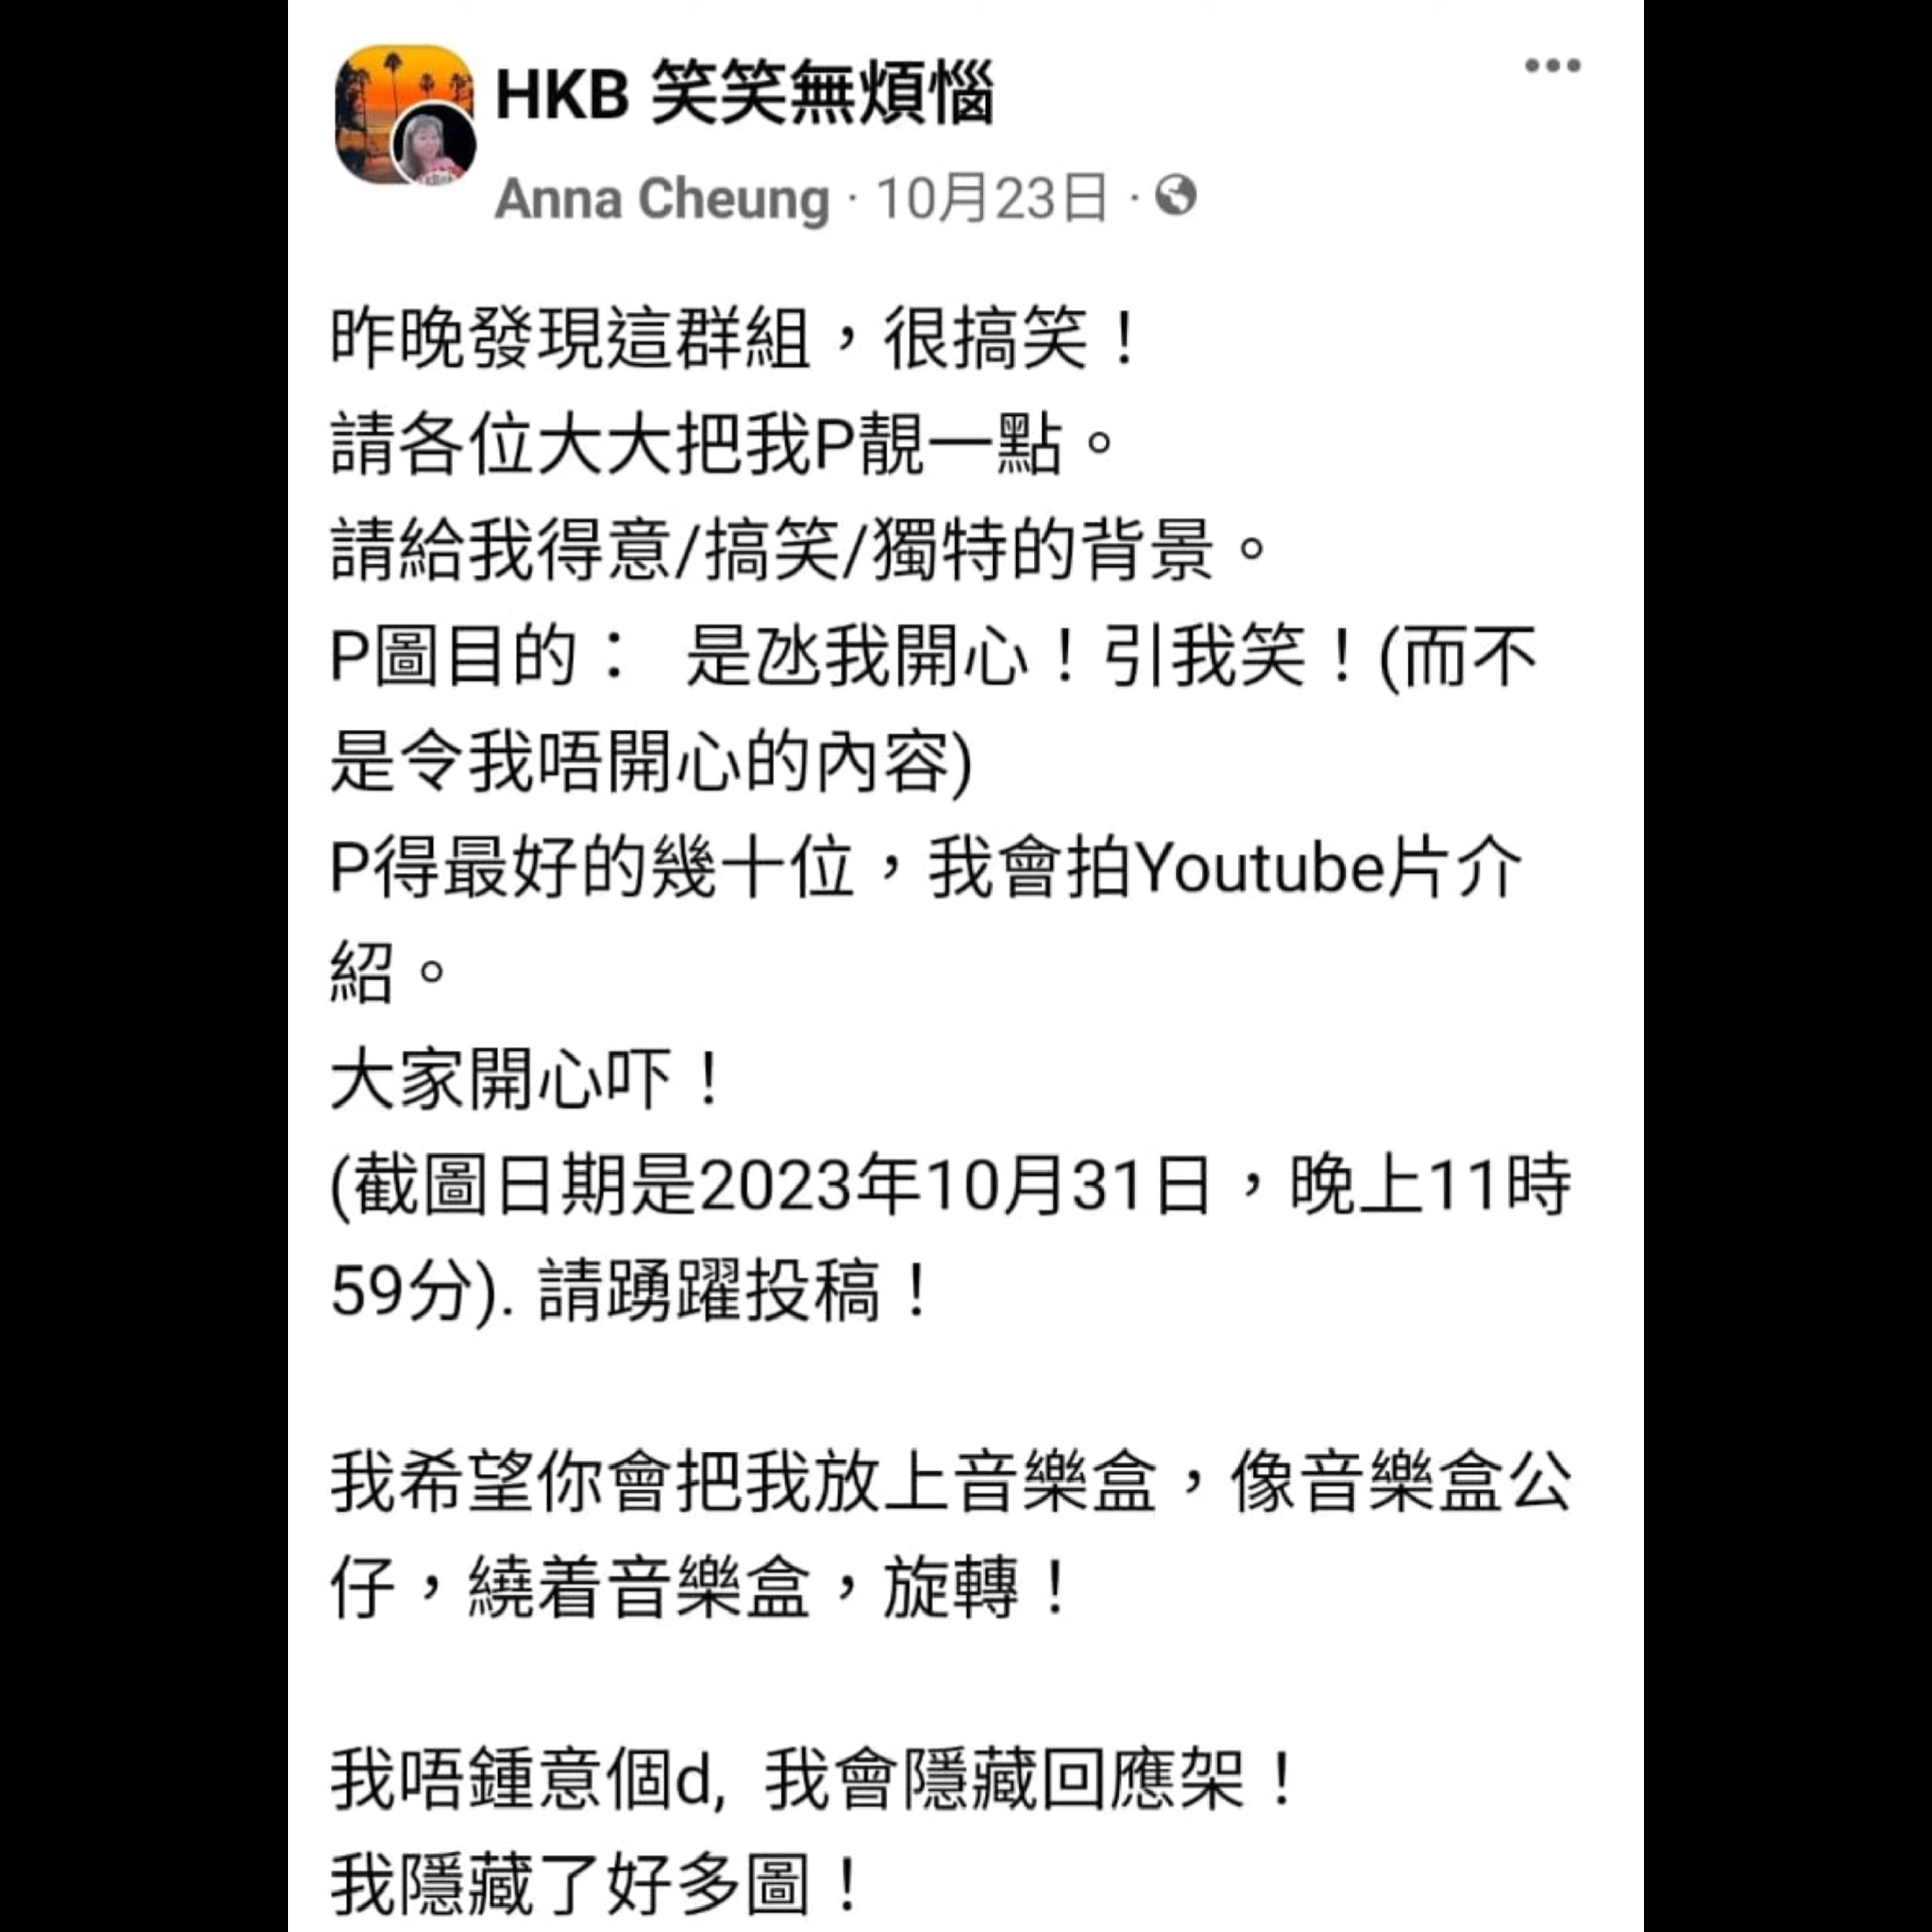 HKB 笑笑無煩惱
Anna Cheung · 10月23日 ·
昨晚發現這群組，很搞笑！
請各位大大把我P靚一點。
請給我得意/搞笑/獨特的背景。
P圖目的： 是氹我開心！引我笑！(而不
是令我唔開心的內容)
P得最好的幾十位，我會拍Youtube片介
紹。
大家開心吓！
(截圖日期是2023年10月31日，晚上11時
59分). 請踴躍投稿！
我希望你會把我放上音樂盒，像音樂盒公
仔，繞着音樂盒，旋轉！
我唔鍾意個d, 我會隱藏回應架！
我隱藏了好多圖！